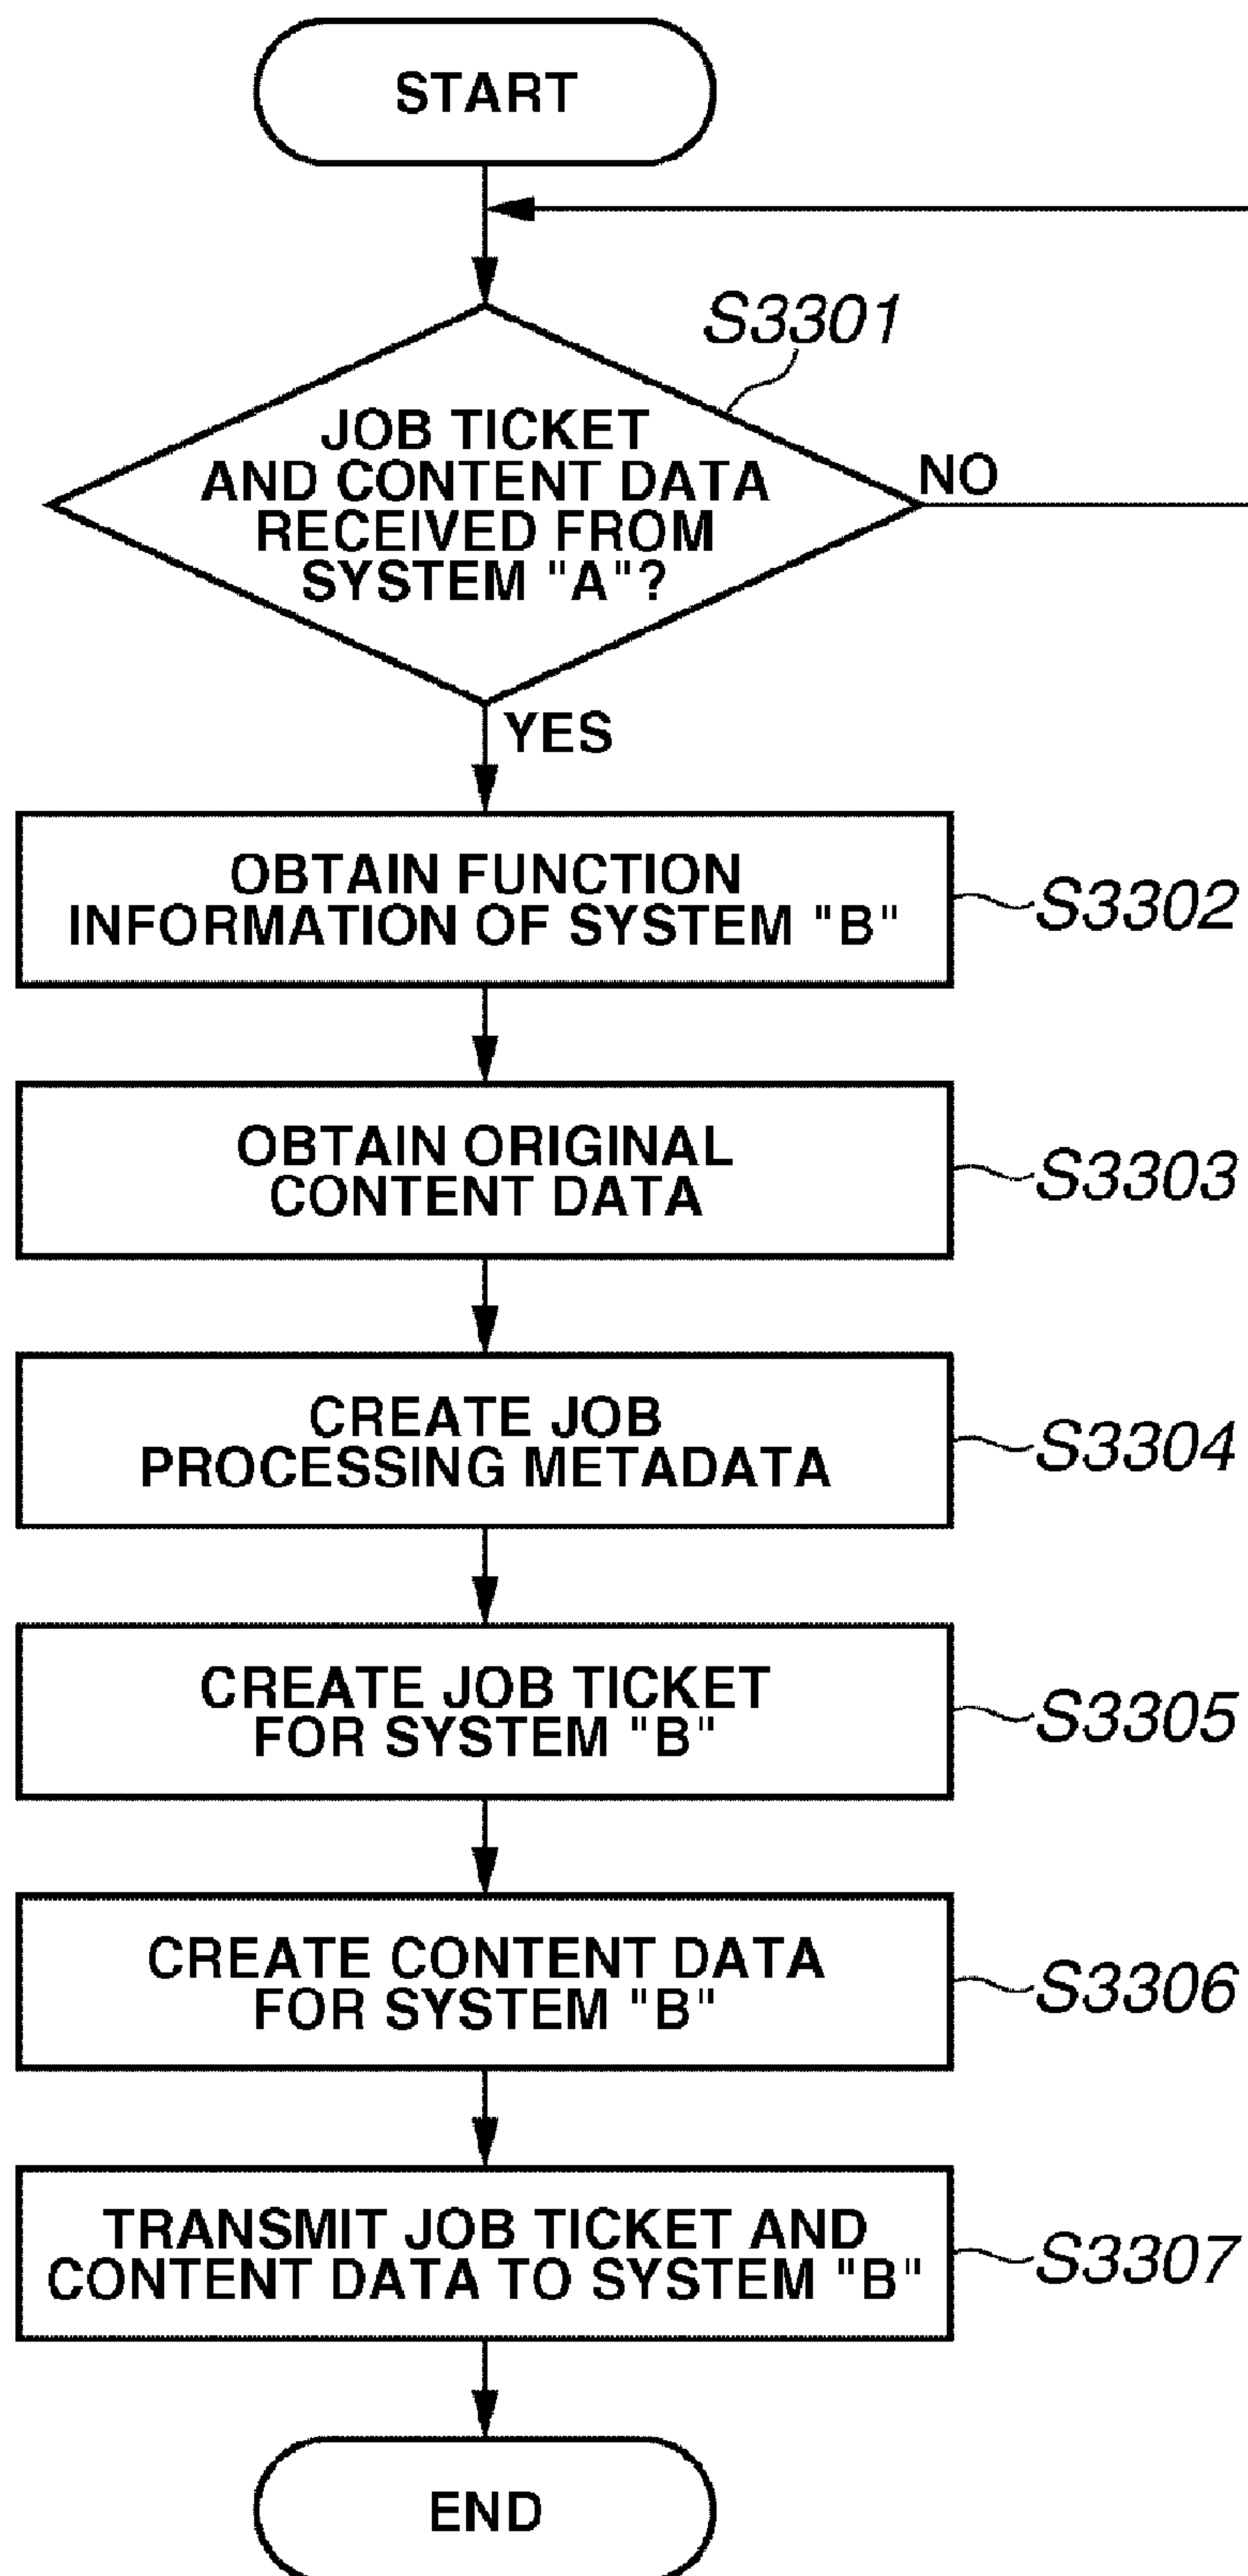 START
S3301
JOB TICKET
AND CONTENT DATA
RECEIVED FROM
SYSTEM "A"?
NO
YES
OBTAIN FUNCTION
INFORMATION OF SYSTEM "B"
S3302
OBTAIN ORIGINAL
CONTENT DATA
S3303
CREATE JOB
PROCESSING METADATA
S3304
CREATE JOB TICKET
FOR SYSTEM "B"
S3305
CREATE CONTENT DATA
FOR SYSTEM "B"
S3306
TRANSMIT JOB TICKET AND
CONTENT DATA TO SYSTEM "B"
S3307
END